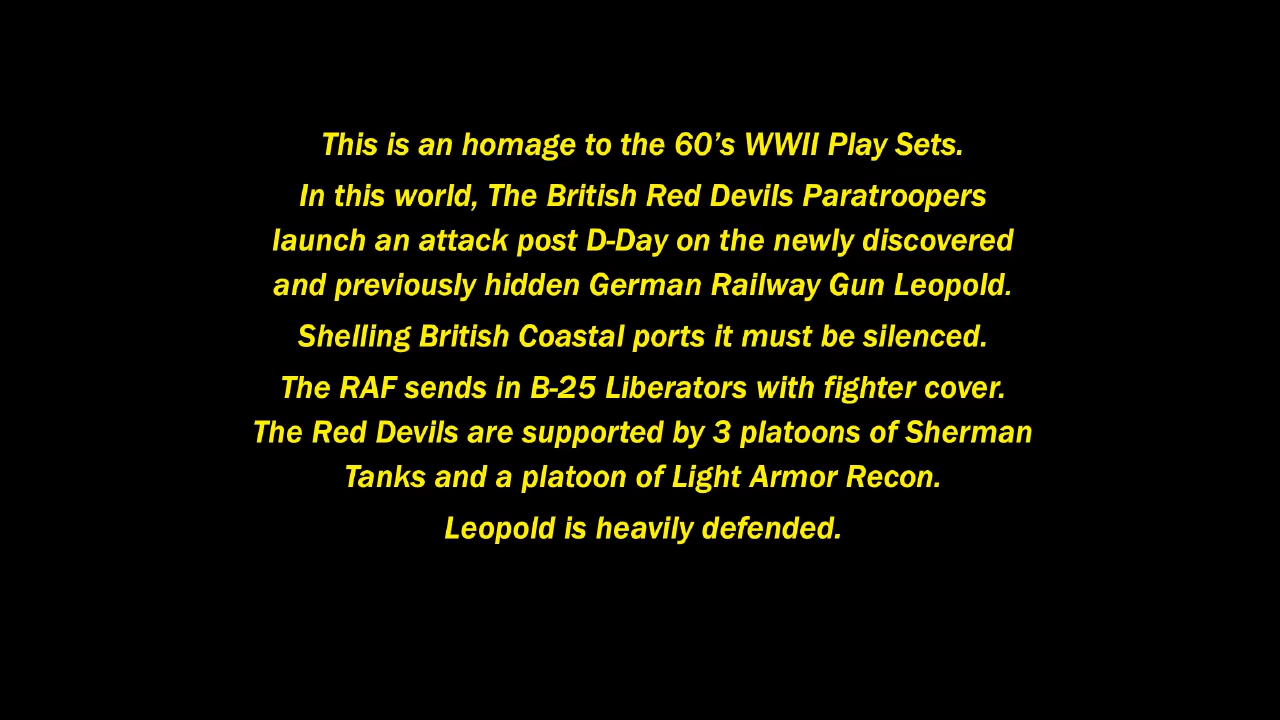 This is an homage to the 60’s WWII Play Sets.
In this world, The British Red Devils Paratroopers
launch an attack post D-Day on the newly discovered
and previously hidden German Railway Gun Leopold.
Shelling British Coastal ports it must be silenced.
The RAF sends in B-25 Liberators with fighter cover.
The Red Devils are supported by 3 platoons of Sherman
Tanks and a platoon of Light Armor Recon.
Leopold is heavily defended.